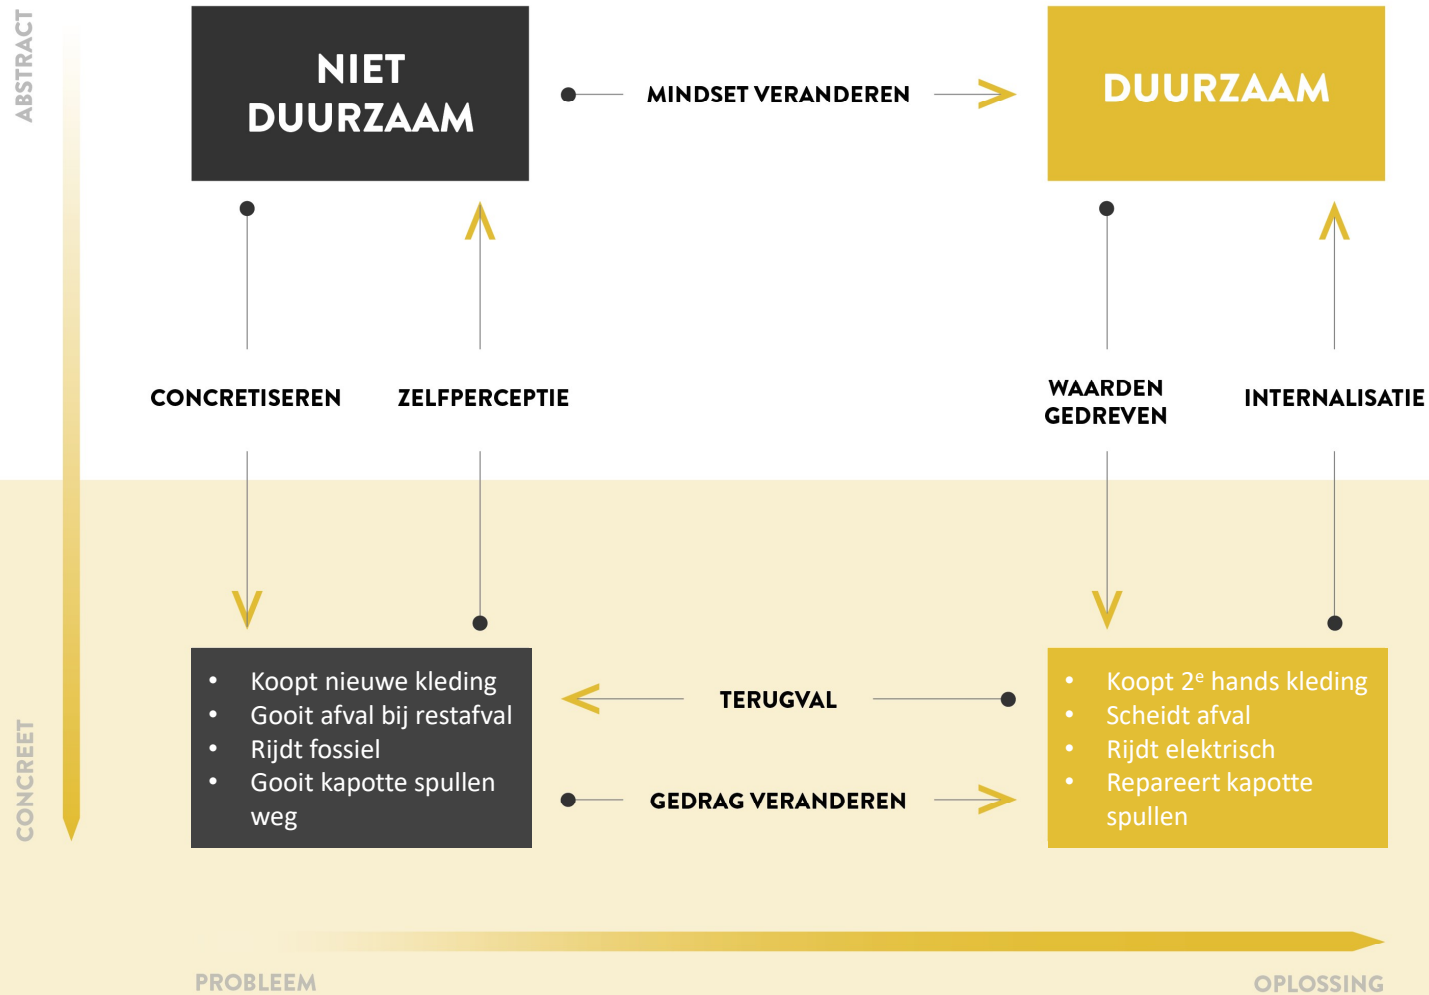 ABSTRACT
NIET
DUURZAAM
MINDSET VERANDEREN
DUURZAAM
CONCRETISEREN
ZELFPERCEPTIE
WAARDEN
GEDREVEN
INTERNALISATIE
CONCREET
• Koopt nieuwe kleding
• Gooit afval bij restafval
• Rijdt fossiel
• Gooit kapotte spullen
weg
TERUGVAL
GEDRAG VERANDEREN
• Koopt 2e hands kleding
• Scheidt afval
• Rijdt elektrisch
• Repareert kapotte
spullen
PROBLEEM
OPLOSSING